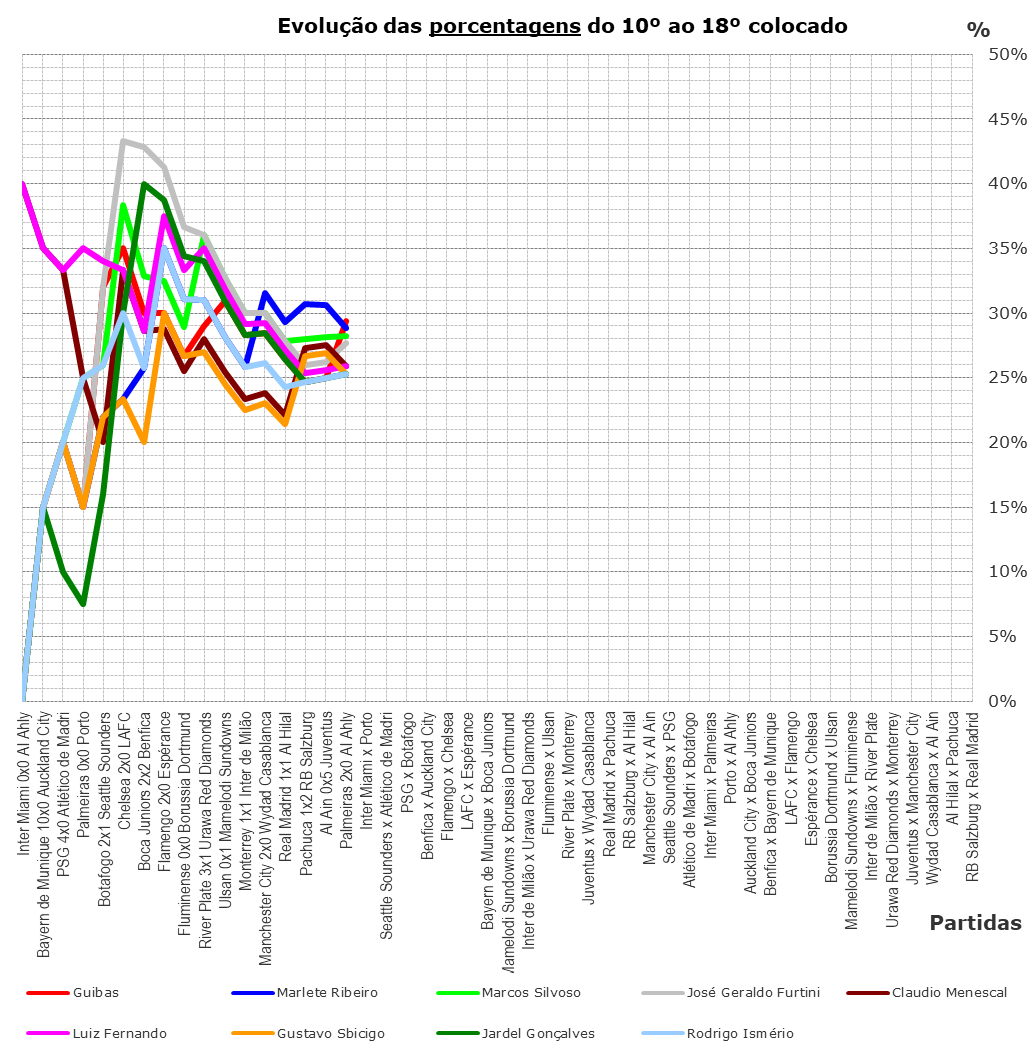 Evolução das porcentagens do 10º ao 18º colocado
%
50%
45%
40%
35%
30%
25%
20%
15%
10%
5%
0%
Inter Miami 0x0 Al Ahly
Bayern de Munique 10x0 Auckland City
PSG 4x0 Atlético de Madri
Palmeiras 0x0 Porto
Botafogo 2x1 Seattle Sounders
Chelsea 2x0 LAFC
Boca Juniors 2x2 Benfica
Flamengo 2x0 Espérance
Fluminense 0x0 Borussia Dortmund
River Plate 3x1 Urawa Red Diamonds
Ulsan 0x1 Mamelodi Sundowns
Monterrey 1x1 Inter de Milão
Manchester City 2x0 Wydad Casablanca
Real Madrid 1x1 Al Hilal
Pachuca 1x2 RB Salzburg
Al Ain 0x5 Juventus
Palmeiras 2x0 Al Ahly
Inter Miami x Porto
Seattle Sounders x Atlético de Madri
PSG x Botafogo
Benfica x Auckland City
Flamengo x Chelsea
LAFC x Espérance
Bayern de Munique x Boca Juniors
Mamelodi Sundowns x Borussia Dortmund
Inter de Milão x Urawa Red Diamonds
Fluminense x Ulsan
River Plate x Monterrey
Juventus x Wydad Casablanca
Real Madrid x Pachuca
RB Salzburg x Al Hilal
Manchester City x Al Ain
Seattle Sounders x PSG
Atlético de Madri x Botafogo
Inter Miami x Palmeiras
Porto x Al Ahly
Auckland City x Boca Juniors
Benfica x Bayern de Munique
LAFC x Flamengo
Espérance x Chelsea
Borussia Dortmund x Ulsan
Mamelodi Sundowns x Fluminense
Inter de Milão x River Plate
Urawa Red Diamonds x Monterrey
Juventus x Manchester City
Wydad Casablanca x Al Ain
Al Hilal x Pachuca
RB Salzburg x Real Madrid
Partidas
Guibas
Marlete Ribeiro
Marcos Silvoso
José Geraldo Furtini
Claudio Menescal
Luiz Fernando
Gustavo Sbicigo
Jardel Gonçalves
Rodrigo Ismério